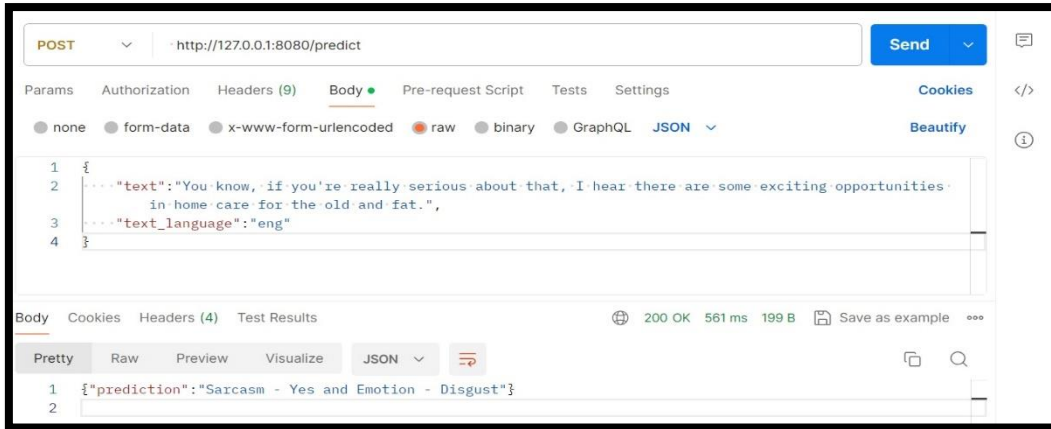 POST http://127.0.0.1:8080/predict Send
Params Authorization Headers (9) Body Pre-request Script Tests Settings Cookies
none form-data x-www-form-urlencoded raw binary GraphQL JSON Beautify
1 {
2 "text":"You know, if you're really serious about that, I hear there are some exciting opportunities
in home care for the old and fat.",
3 "text_language":"eng"
4 }
Body Cookies Headers (4) Test Results 200 OK 561 ms 199 B Save as example
Pretty Raw Preview Visualize JSON
1 {"prediction":"Sarcasm - Yes and Emotion - Disgust"}
2